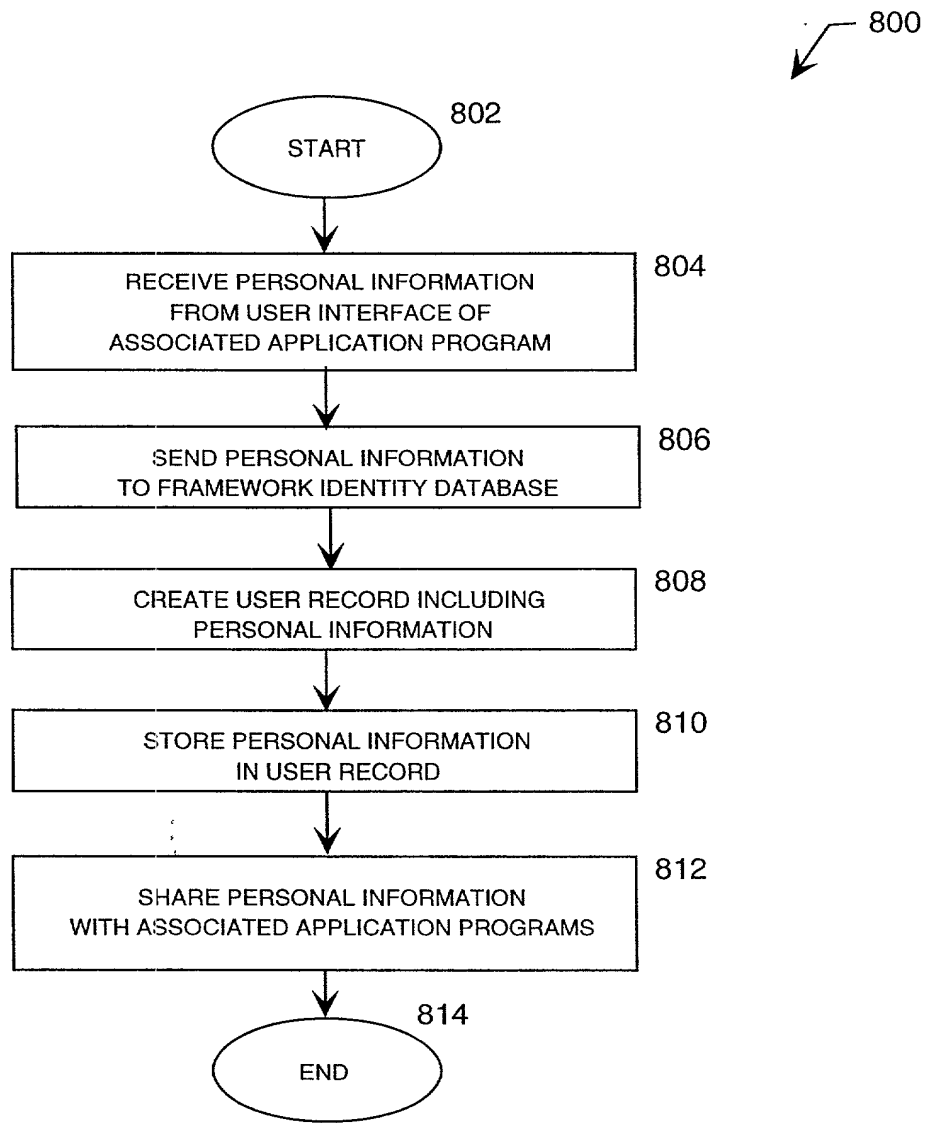 800
802
START
804
RECEIVE PERSONAL INFORMATION
FROM USER INTERFACE OF
ASSOCIATED APPLICATION PROGRAM
806
SEND PERSONAL INFORMATION
TO FRAMEWORK IDENTITY DATABASE
808
CREATE USER RECORD INCLUDING
PERSONAL INFORMATION
810
STORE PERSONAL INFORMATION
IN USER RECORD
812
SHARE PERSONAL INFORMATION
WITH ASSOCIATED APPLICATION PROGRAMS
814
END